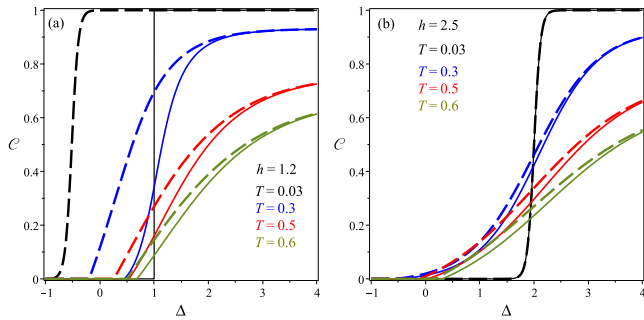 (a)
1
0.8
0.6
0.4
0.2
0
𝒞
h = 1.2
T = 0.03
T = 0.3
T = 0.5
T = 0.6
-1 0 1 2 3 4
Δ
(b)
1
0.8
0.6
0.4
0.2
0
𝒞
h = 2.5
T = 0.03
T = 0.3
T = 0.5
T = 0.6
-1 0 1 2 3 4
Δ